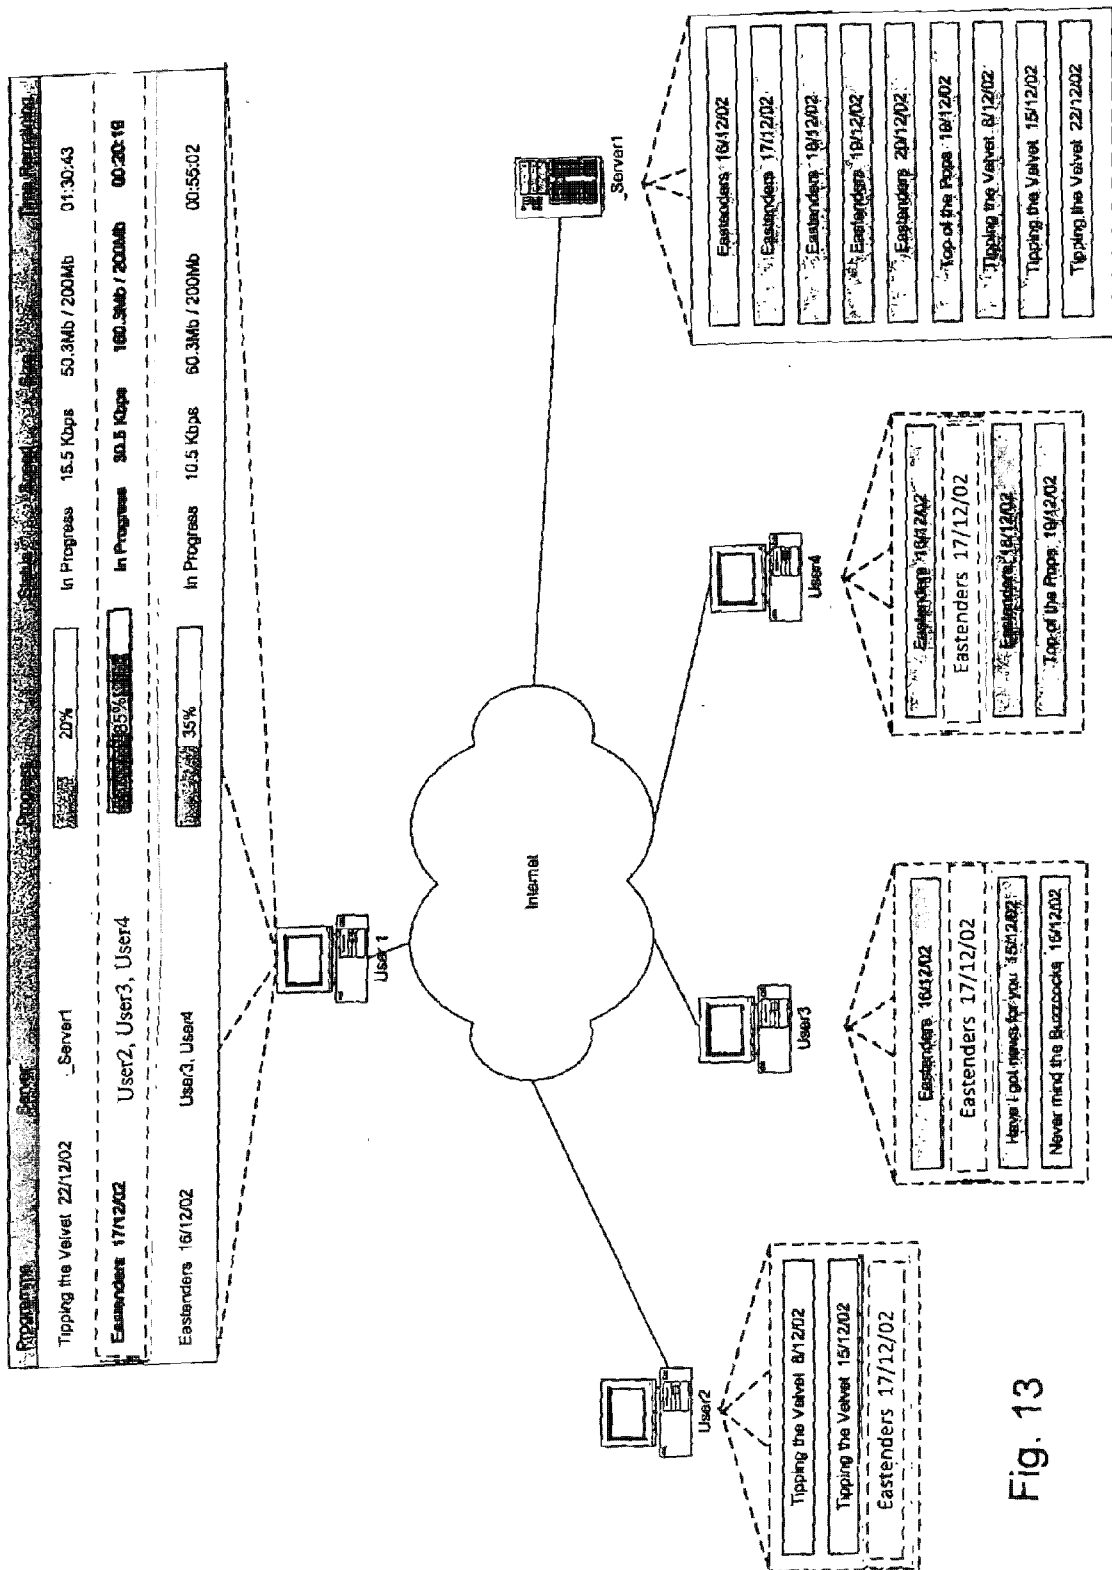 Programme Server Progress Status Speed Size Time Remaining
Tipping the Velvet 22/12/02 _Server1 20% In Progress 15.5 Kbps 50.3Mb / 200Mb 01:30:43
Eastenders 17/12/02 User2, User3, User4 85% In Progress 30.5 Kbps 160.3Mb / 200Mb 00:20:19
Eastenders 16/12/02 User3, User4 35% In Progress 10.5 Kbps 60.3Mb / 200Mb 00:55:02
User 1
Internet
User2
Tipping the Velvet 8/12/02
Tipping the Velvet 15/12/02
Eastenders 17/12/02
User3
Eastenders 16/12/02
Eastenders 17/12/02
Have I got news for you 15/12/02
Never mind the Buzzcocks 16/12/02
User4
Eastenders 16/12/02
Eastenders 17/12/02
Eastenders 18/12/02
Top of the Pops 19/12/02
_Server1
Eastenders 16/12/02
Eastenders 17/12/02
Eastenders 18/12/02
Eastenders 19/12/02
Eastenders 20/12/02
Top of the Pops 19/12/02
Tipping the Velvet 8/12/02
Tipping the Velvet 15/12/02
Tipping the Velvet 22/12/02
Fig. 13